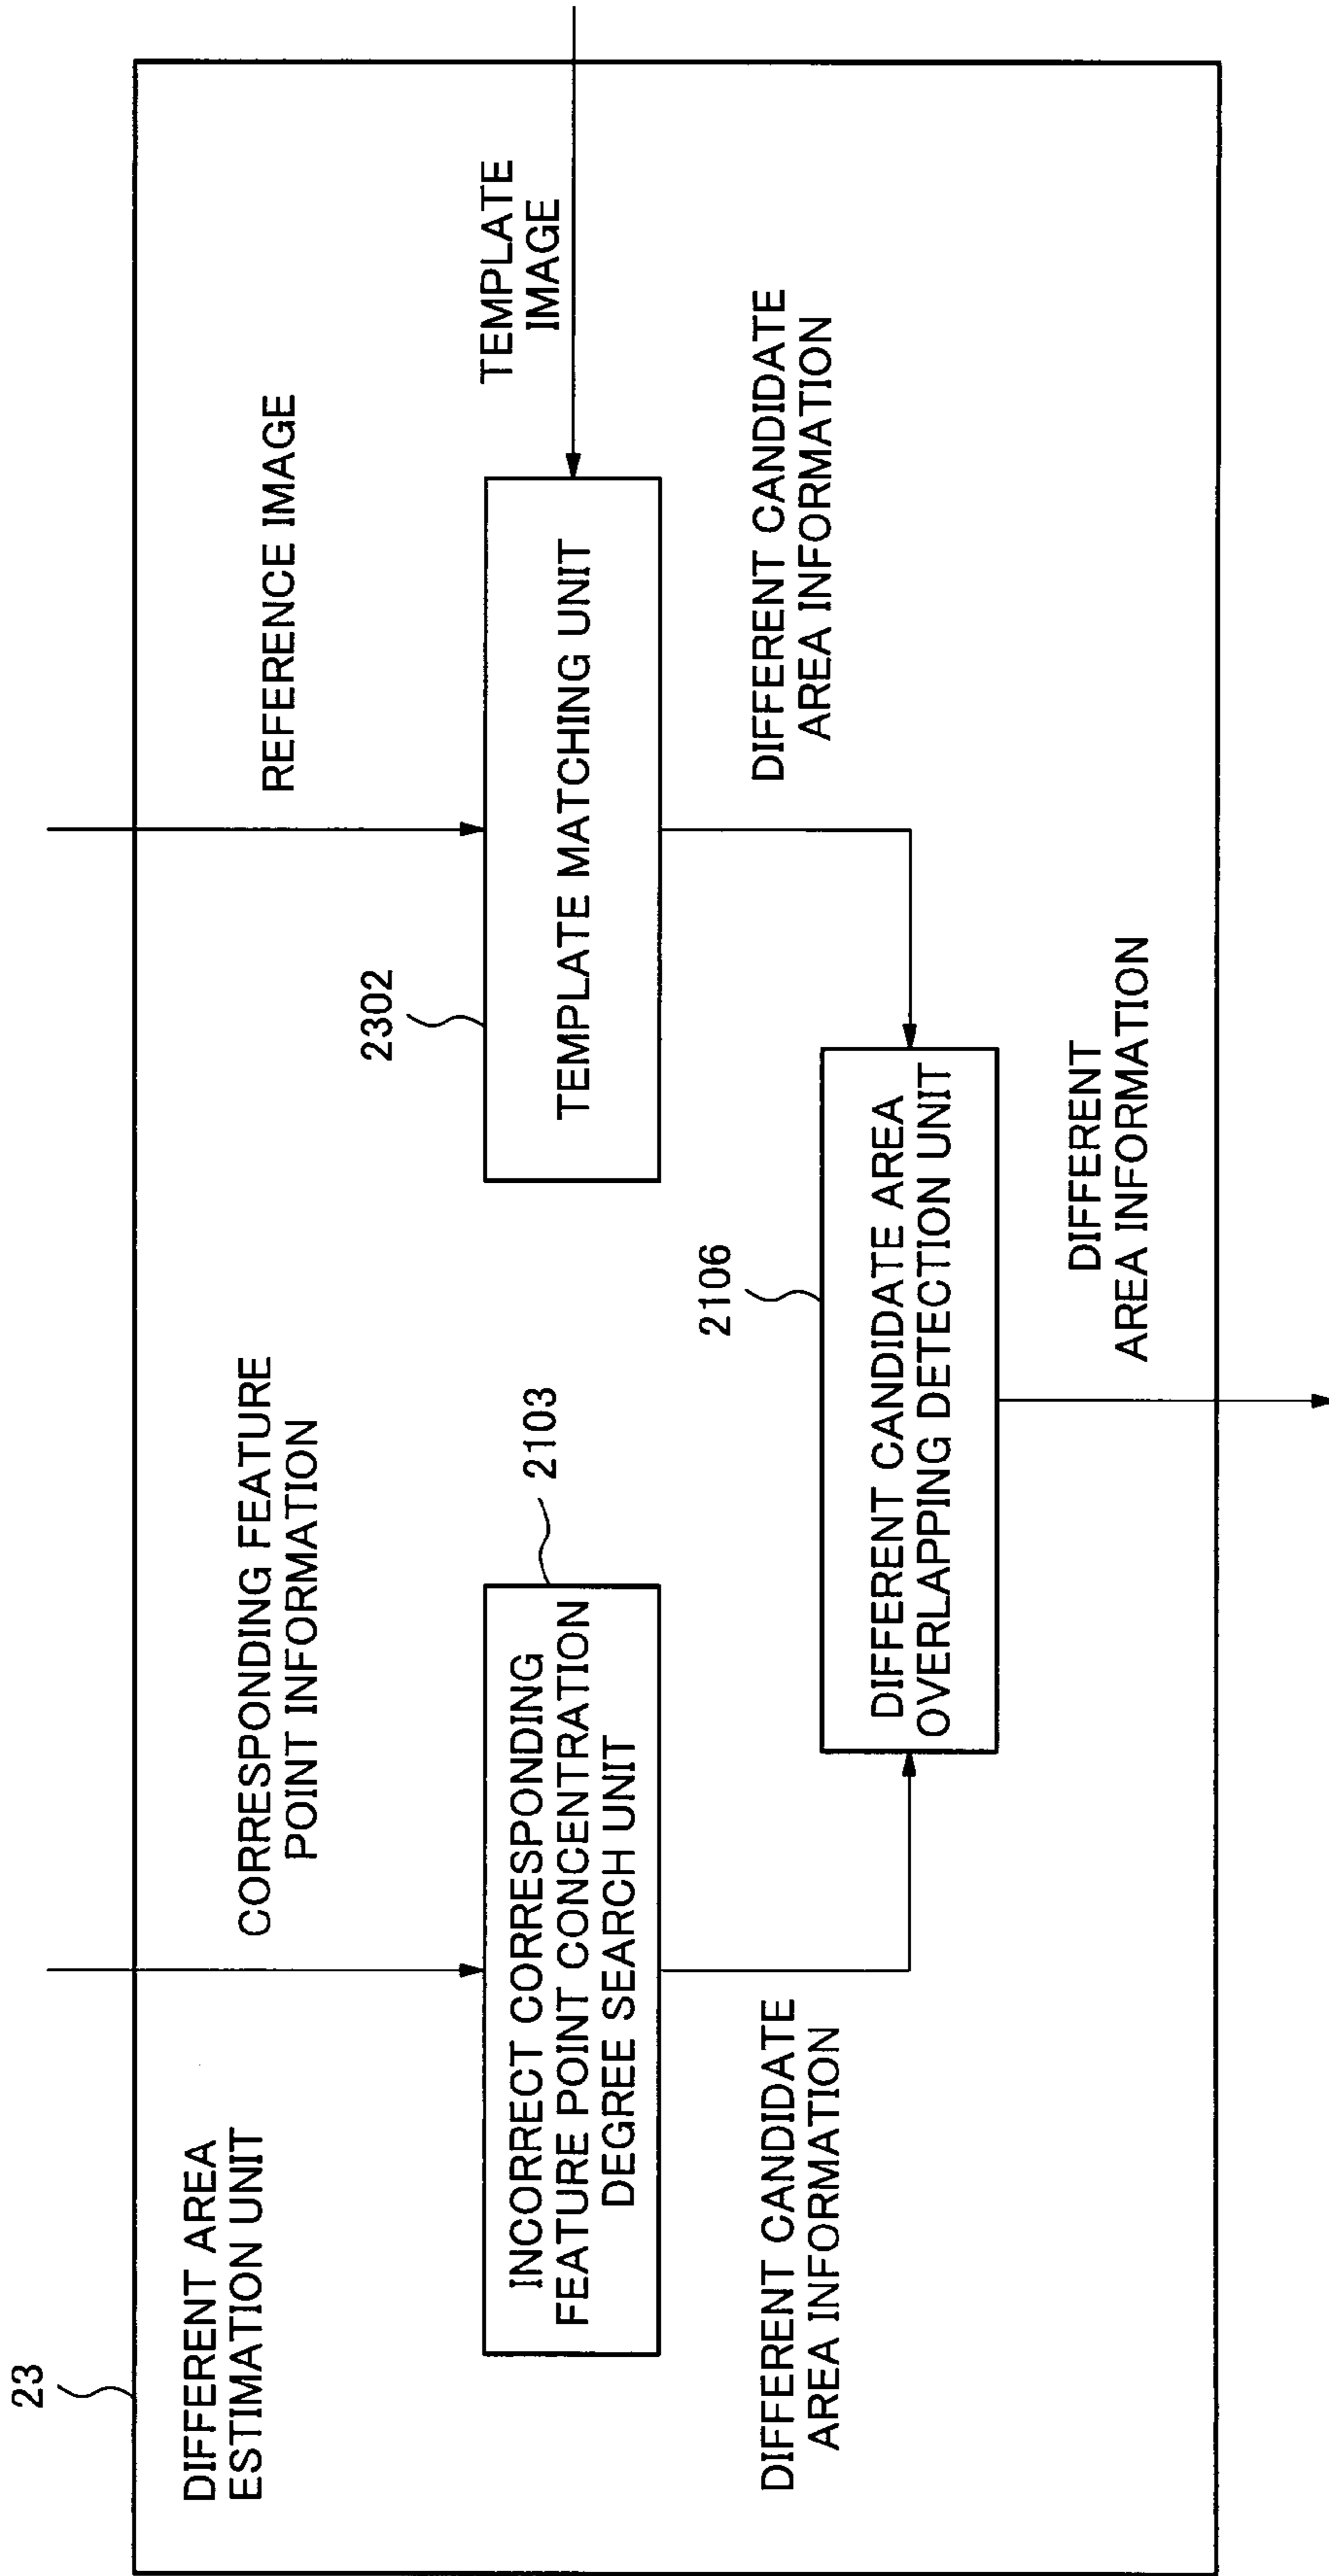 23
DIFFERENT AREA
ESTIMATION UNIT
CORRESPONDING FEATURE
POINT INFORMATION
REFERENCE IMAGE
TEMPLATE
IMAGE
INCORRECT CORRESPONDING
FEATURE POINT CONCENTRATION
DEGREE SEARCH UNIT
2103
2302
TEMPLATE MATCHING UNIT
DIFFERENT CANDIDATE
AREA INFORMATION
2106
DIFFERENT CANDIDATE AREA
OVERLAPPING DETECTION UNIT
DIFFERENT CANDIDATE
AREA INFORMATION
DIFFERENT
AREA INFORMATION